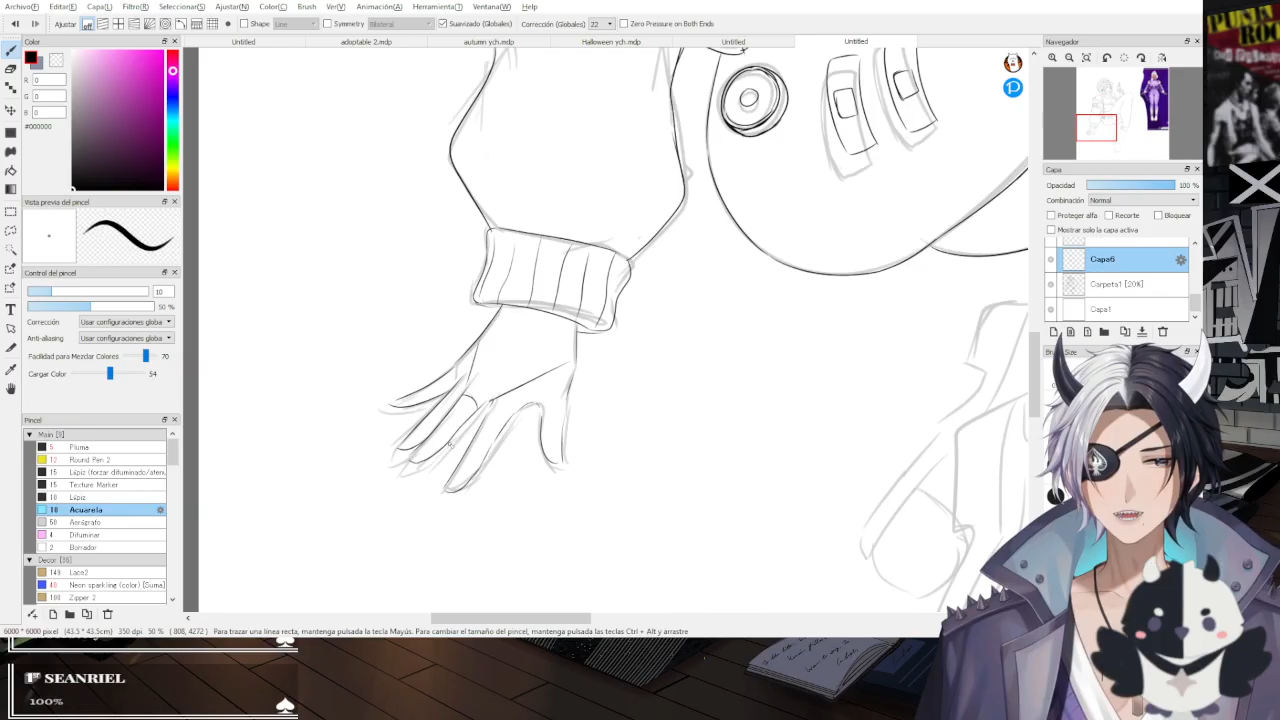 Archivo(F) Editar(E) Capa(L) Filtro(R) Seleccionar(S) Ajustar(N) Color(C) Brush Ver(V) Animación(A) Herramienta(T) Ventana(W) Help
Ajustar off Shape Line Symmetry Bilateral Suavizado (Globales) Corrección (Globales) 22 Zero Pressure on Both Ends
Untitled adoptable 2.mdp autumn ych.mdp Halloween ych.mdp Untitled Untitled
Color
R 0
G 0
B 0
#000000
Vista previa del pincel
Control del pincel
10
50 %
Corrección Usar configuraciones globa
Anti-aliasing Usar configuraciones globa
Facilidad para Mezclar Colores 70
Cargar Color 54
Pincel
Main [9]
5 Pluma
12 Round Pen 2
15 Lápiz (forzar difuminado/atenu
15 Texture Marker
10 Lápiz
10 Acuarela
50 Aerógrafo
4 Difuminar
2 Borrador
Decor [36]
149 Lace2
40 Neon sparkling (color) [Suma]
100 Zipper 2
Navegador
Capa
Opacidad 100 %
Combinación Normal
Proteger alfa Recorte Bloquear
Mostrar solo la capa activa
Capa6
Carpeta1 [20%]
Capa1
6000 * 6000 pixel (43.5 * 43.5cm) 350 dpi 50 % ( 808, 4272 ) Para trazar una línea recta, mantenga pulsada la tecla Mayús. Para cambiar el tamaño del pincel, mantenga pulsadas las teclas Ctrl + Alt y arrastre
SEANRIEL
100%